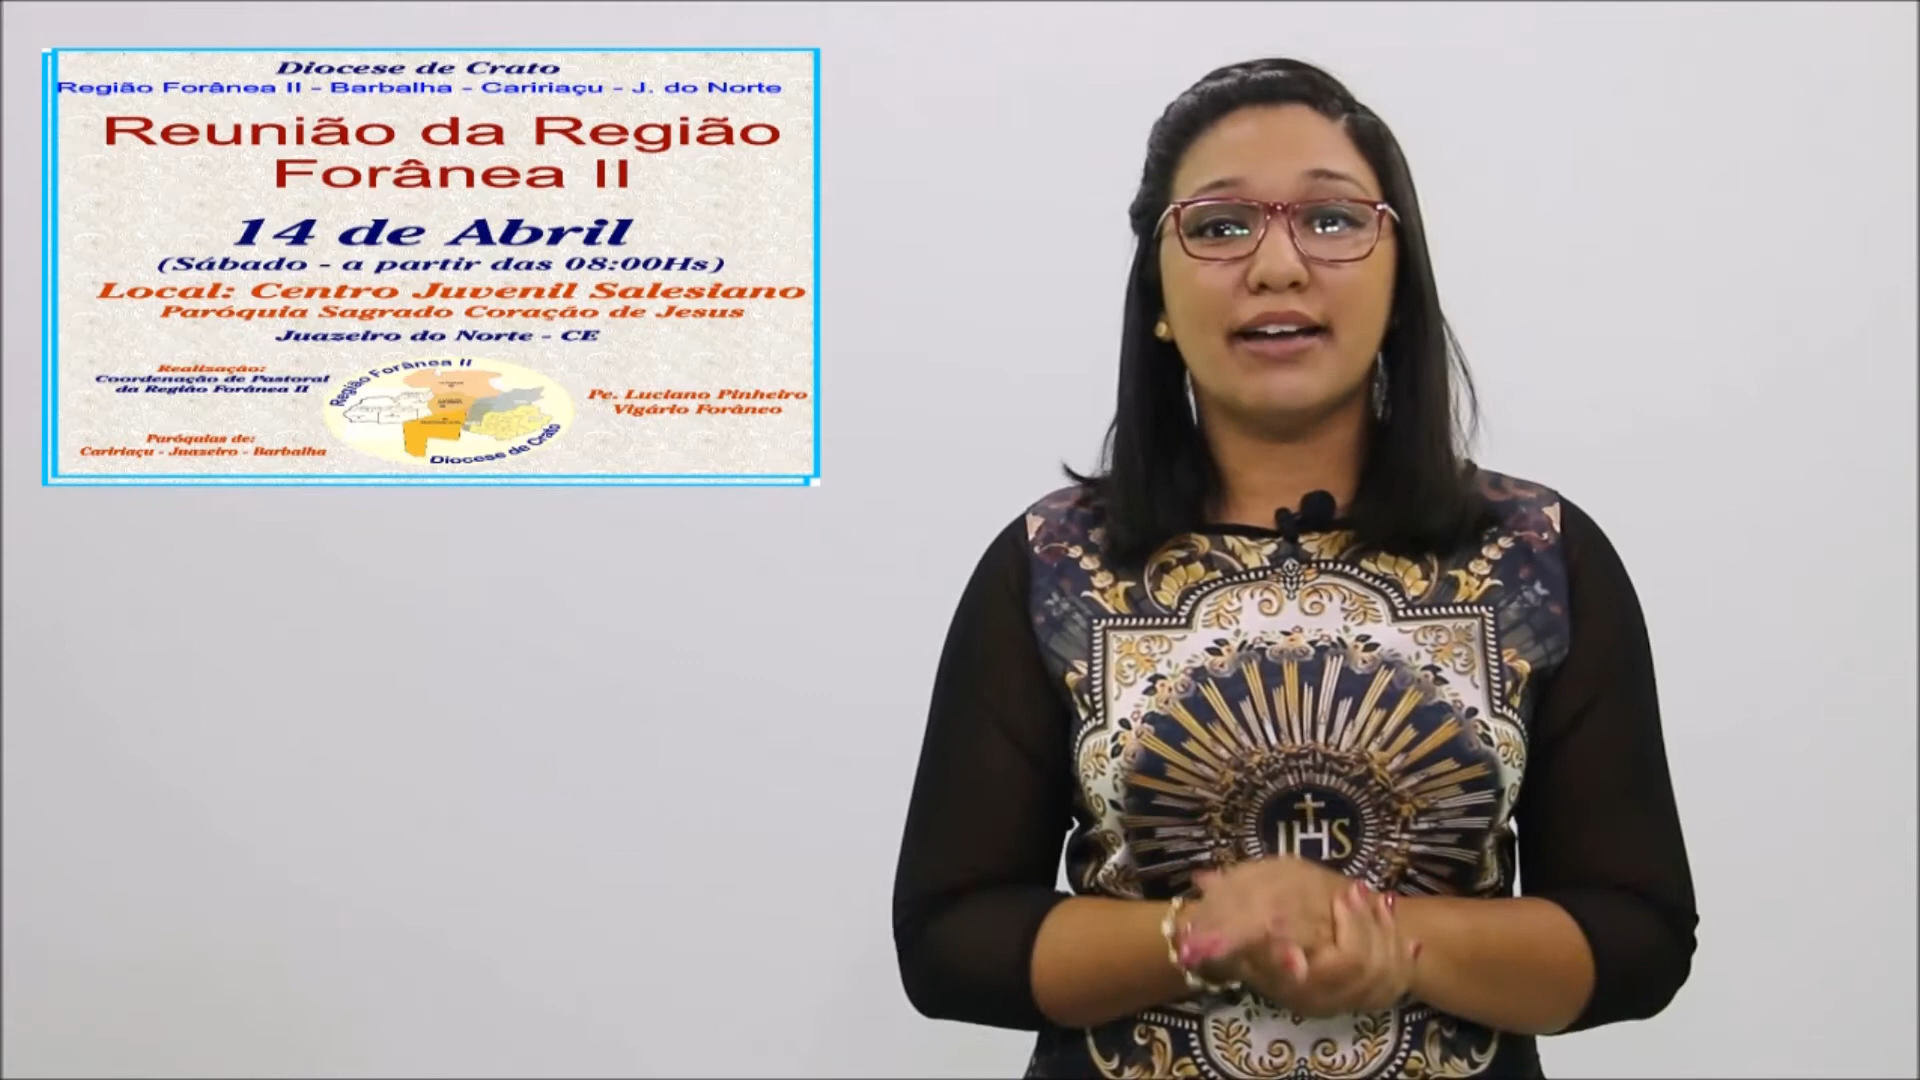 Diocese de Crato
Região Forânea II - Barbalha - Caririaçu - J. do Norte
Reunião da Região
Forânea II
14 de Abril
(Sábado - a partir das 08:00Hs)
Local: Centro Juvenil Salesiano
Paróquia Sagrado Coração de Jesus
Juazeiro do Norte - CE
Realização:
Coordenação de Pastoral
da Região Forânea II
Paróquias de:
Caririaçu - Juazeiro - Barbalha
Região Forânea II
Diocese de Crato
Pe. Luciano Pinheiro
Vigário Forâneo
JHS